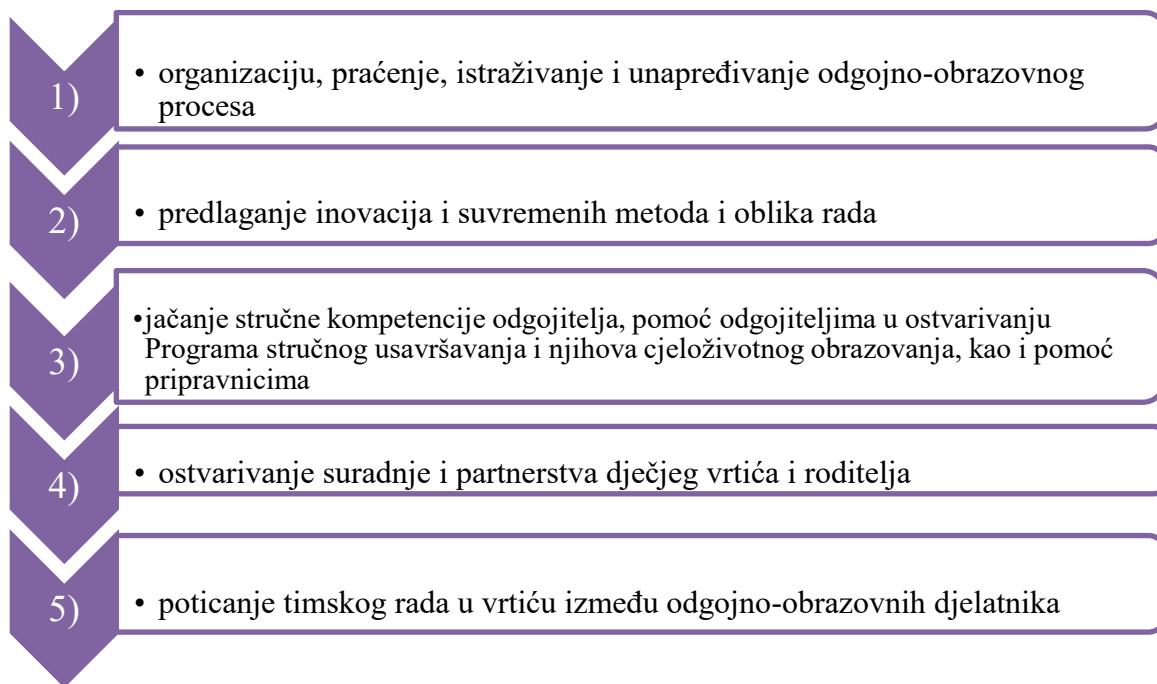 1)
• organizaciju, praćenje, istraživanje i unapređivanje odgojno-obrazovnog
procesa
2)
• predlaganje inovacija i suvremenih metoda i oblika rada
3)
•jačanje stručne kompetencije odgojitelja, pomoć odgojiteljima u ostvarivanju
Programa stručnog usavršavanja i njihova cjeloživotnog obrazovanja, kao i pomoć
pripravnicima
4)
• ostvarivanje suradnje i partnerstva dječjeg vrtića i roditelja
5)
• poticanje timskog rada u vrtiću između odgojno-obrazovnih djelatnika